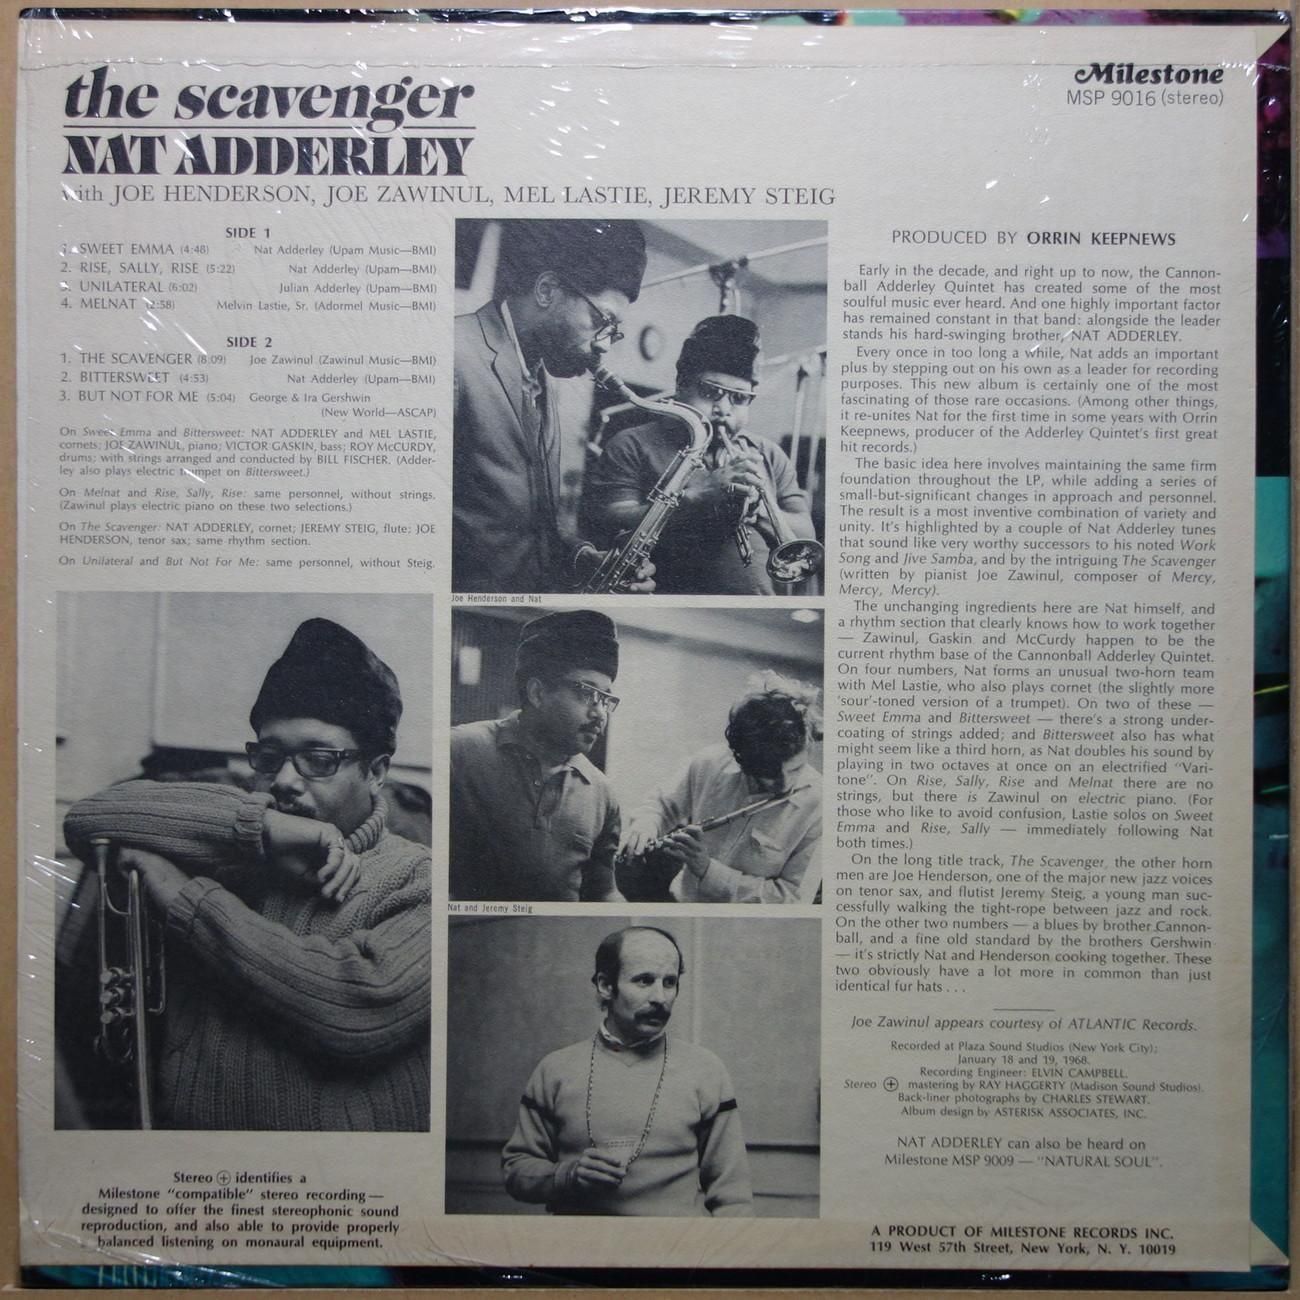 the scavenger
NAT ADDERLEY
with JOE HENDERSON, JOE ZAWINUL, MEL LASTIE, JEREMY STEIG
Milestone
MSP 9016 (stereo)
SIDE 1
1. SWEET EMMA (4:48) Nat Adderley (Upam Music—BMI)
2. RISE, SALLY, RISE (5:22) Nat Adderley (Upam—BMI)
3. UNILATERAL (6:02) Julian Adderley (Upam—BMI)
4. MELNAT (2:58) Melvin Lastie, Sr. (Adormel Music—BMI)
SIDE 2
1. THE SCAVENGER (8:09) Joe Zawinul (Zawinul Music—BMI)
2. BITTERSWEET (4:53) Nat Adderley (Upam—BMI)
3. BUT NOT FOR ME (5:04) George & Ira Gershwin
(New World—ASCAP)
On Sweet Emma and Bittersweet: NAT ADDERLEY and MEL LASTIE,
cornets; JOE ZAWINUL, piano; VICTOR GASKIN, bass; ROY McCURDY,
drums; with strings arranged and conducted by BILL FISCHER. (Adder-
ley also plays electric trumpet on Bittersweet.)
On Melnat and Rise, Sally, Rise: same personnel, without strings.
(Zawinul plays electric piano on these two selections.)
On The Scavenger: NAT ADDERLEY, cornet; JEREMY STEIG, flute; JOE
HENDERSON, tenor sax; same rhythm section.
On Unilateral and But Not For Me: same personnel, without Steig.
Joe Henderson and Nat
Nat and Jeremy Steig
Stereo ⊕ identifies a
Milestone "compatible" stereo recording—
designed to offer the finest stereophonic sound
reproduction, and also able to provide properly
balanced listening on monaural equipment.
PRODUCED BY ORRIN KEEPNEWS
Early in the decade, and right up to now, the Cannon-
ball Adderley Quintet has created some of the most
soulful music ever heard. And one highly important factor
has remained constant in that band: alongside the leader
stands his hard-swinging brother, NAT ADDERLEY.
Every once in too long a while, Nat adds an important
plus by stepping out on his own as a leader for recording
purposes. This new album is certainly one of the most
fascinating of those rare occasions. (Among other things,
it re-unites Nat for the first time in some years with Orrin
Keepnews, producer of the Adderley Quintet's first great
hit records.)
The basic idea here involves maintaining the same firm
foundation throughout the LP, while adding a series of
small-but-significant changes in approach and personnel.
The result is a most inventive combination of variety and
unity. It's highlighted by a couple of Nat Adderley tunes
that sound like very worthy successors to his noted Work
Song and Jive Samba, and by the intriguing The Scavenger
(written by pianist Joe Zawinul, composer of Mercy,
Mercy, Mercy).
The unchanging ingredients here are Nat himself, and
a rhythm section that clearly knows how to work together
— Zawinul, Gaskin and McCurdy happen to be the
current rhythm base of the Cannonball Adderley Quintet.
On four numbers, Nat forms an unusual two-horn team
with Mel Lastie, who also plays cornet (the slightly more
'sour'-toned version of a trumpet). On two of these —
Sweet Emma and Bittersweet — there's a strong under-
coating of strings added; and Bittersweet also has what
might seem like a third horn, as Nat doubles his sound by
playing in two octaves at once on an electrified "Vari-
tone". On Rise, Sally, Rise and Melnat there are no
strings, but there is Zawinul on electric piano. (For
those who like to avoid confusion, Lastie solos on Sweet
Emma and Rise, Sally — immediately following Nat
both times.)
On the long title track, The Scavenger, the other horn
men are Joe Henderson, one of the major new jazz voices
on tenor sax, and flutist Jeremy Steig, a young man suc-
cessfully walking the tight-rope between jazz and rock.
On the other two numbers — a blues by brother Cannon-
ball, and a fine old standard by the brothers Gershwin
— it's strictly Nat and Henderson cooking together. These
two obviously have a lot more in common than just
identical fur hats . . .
Joe Zawinul appears courtesy of ATLANTIC Records.
Recorded at Plaza Sound Studios (New York City);
January 18 and 19, 1968.
Recording Engineer: ELVIN CAMPBELL.
Stereo ⊕ mastering by RAY HAGGERTY (Madison Sound Studios).
Back-liner photographs by CHARLES STEWART.
Album design by ASTERISK ASSOCIATES, INC.
NAT ADDERLEY can also be heard on
Milestone MSP 9009 — "NATURAL SOUL".
A PRODUCT OF MILESTONE RECORDS INC.
119 West 57th Street, New York, N. Y. 10019